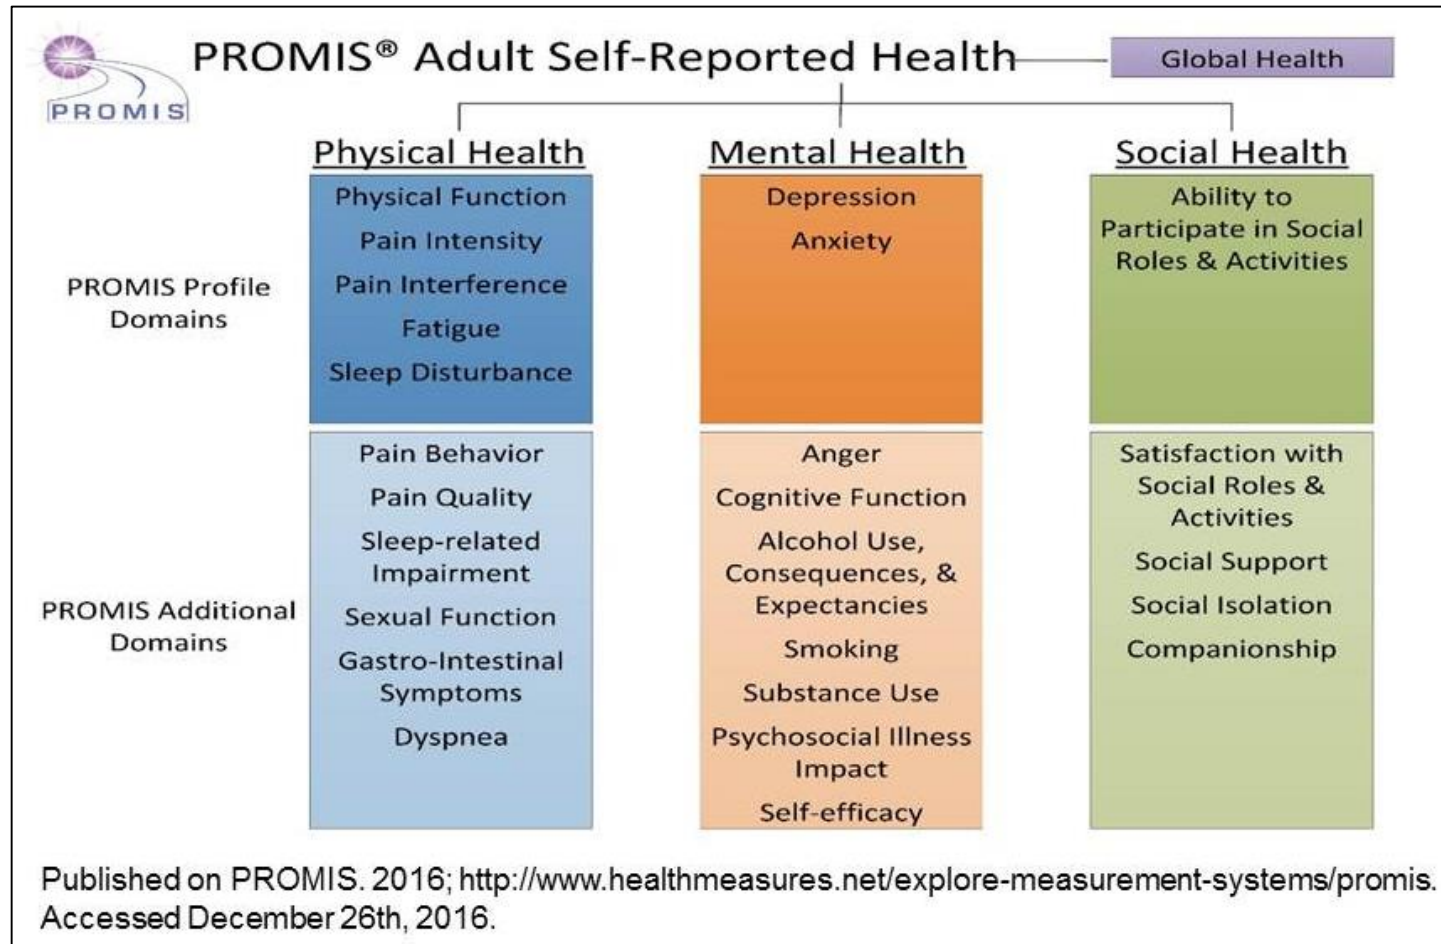 PROMIS® Adult Self-Reported Health
Global Health
PROMIS
Physical Health
Mental Health
Social Health
PROMIS Profile
Domains
Physical Function
Pain Intensity
Pain Interference
Fatigue
Sleep Disturbance
Depression
Anxiety
Ability to
Participate in Social
Roles & Activities
PROMIS Additional
Domains
Pain Behavior
Pain Quality
Sleep-related
Impairment
Sexual Function
Gastro-Intestinal
Symptoms
Dyspnea
Anger
Cognitive Function
Alcohol Use,
Consequences, &
Expectancies
Smoking
Substance Use
Psychosocial Illness
Impact
Self-efficacy
Satisfaction with
Social Roles &
Activities
Social Support
Social Isolation
Companionship
Published on PROMIS. 2016; http://www.healthmeasures.net/explore-measurement-systems/promis.
Accessed December 26th, 2016.